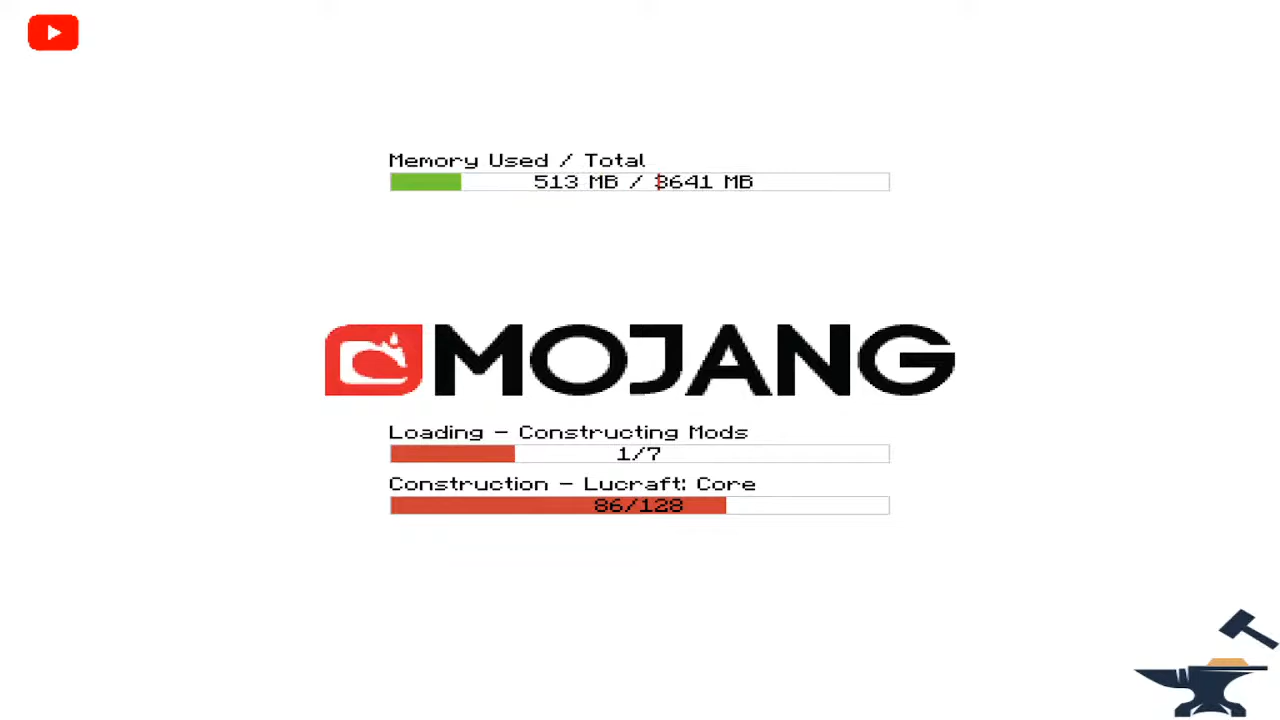 Memory Used / Total
513 MB / 3641 MB
MOJANG
Loading - Constructing Mods
1/7
Construction - Lucraft: Core
86/128